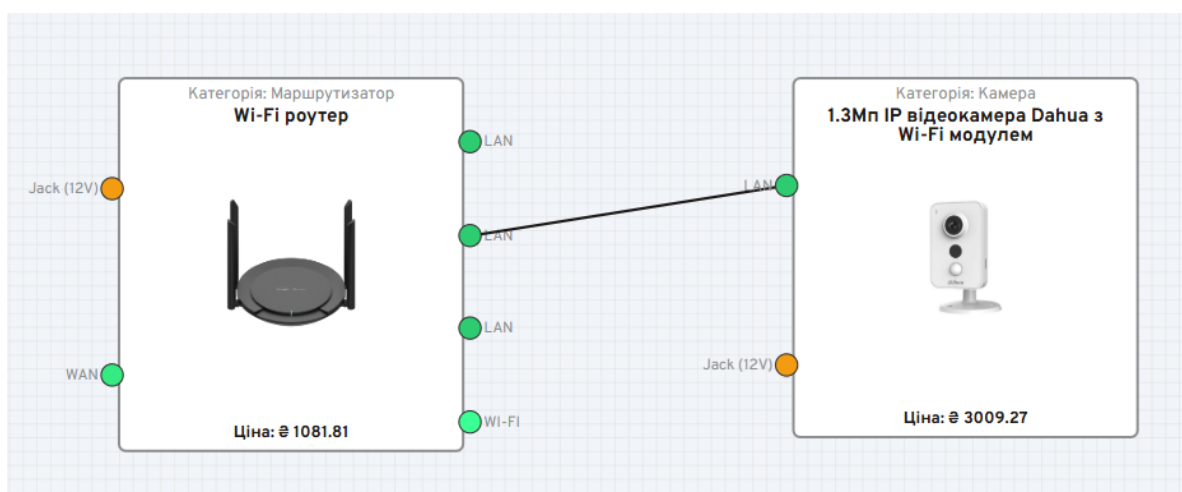 Категорія: Маршрутизатор
Wi-Fi роутер
LAN
Jack (12V)
LAN
LAN
WAN
WI-FI
Ціна: ₴ 1081.81
Категорія: Камера
1.3Мп IP відеокамера Dahua з
Wi-Fi модулем
LAN
alhua
Jack (12V)
Ціна: ₴ 3009.27